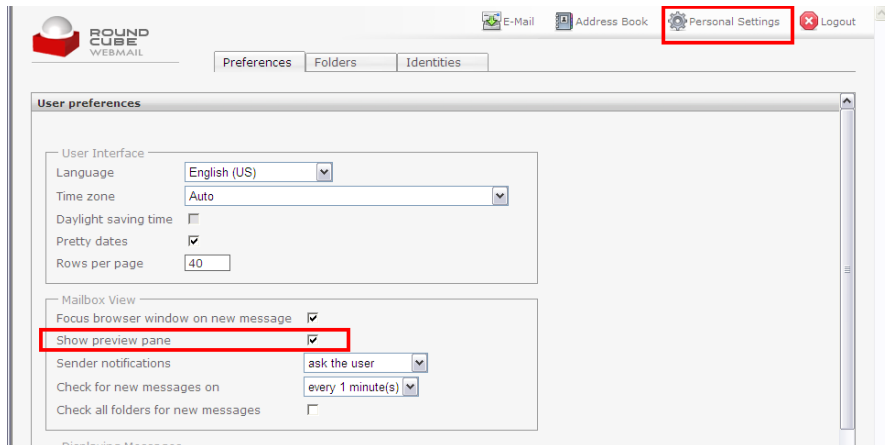 ROUND
CUBE
WEBMAIL
E-Mail Address Book Personal Settings Logout
Preferences Folders Identities
User preferences
User Interface
Language English (US)
Time zone Auto
Daylight saving time
Pretty dates
Rows per page 40
Mailbox View
Focus browser window on new message
Show preview pane
Sender notifications ask the user
Check for new messages on every 1 minute(s)
Check all folders for new messages
Displaying Messages